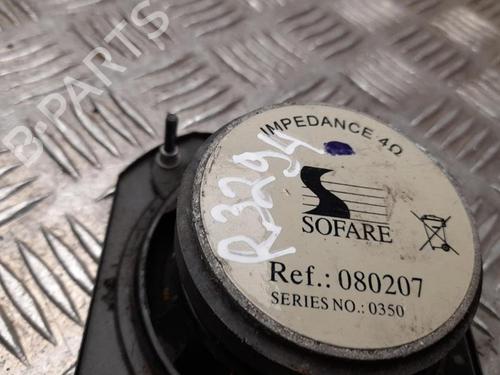 IMPEDANCE 4Ω
R3294
SOFARE
Ref.: 080207
SERIES NO.: 0350
B-PARTS